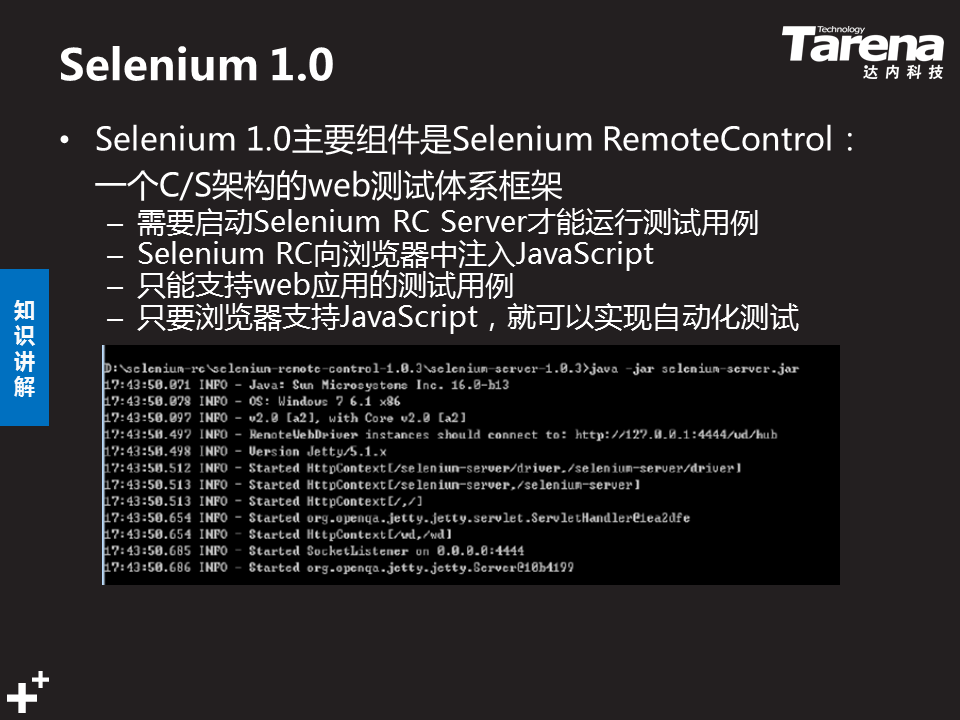 Selenium 1.0
Technology
Tarena
达内科技
• Selenium 1.0主要组件是Selenium RemoteControl：
一个C/S架构的web测试体系框架
– 需要启动Selenium RC Server才能运行测试用例
– Selenium RC向浏览器中注入JavaScript
– 只能支持web应用的测试用例
– 只要浏览器支持JavaScript，就可以实现自动化测试
知识讲解
D:\selenium-rc\selenium-remote-control-1.0.3\selenium-server-1.0.3>java -jar selenium-server.jar
17:43:50.071 INFO - Java: Sun Microsystems Inc. 16.0-b13
17:43:50.078 INFO - OS: Windows 7 6.1 x86
17:43:50.097 INFO - v2.0 [a2], with Core v2.0 [a2]
17:43:50.497 INFO - RemoteWebDriver instances should connect to: http://127.0.0.1:4444/wd/hub
17:43:50.498 INFO - Version Jetty/5.1.x
17:43:50.512 INFO - Started HttpContext[/selenium-server/driver,/selenium-server/driver]
17:43:50.513 INFO - Started HttpContext[/selenium-server,/selenium-server]
17:43:50.513 INFO - Started HttpContext[/,/]
17:43:50.654 INFO - Started org.openqa.jetty.jetty.servlet.ServletHandler@1ea2dfe
17:43:50.654 INFO - Started HttpContext[/wd,/wd]
17:43:50.685 INFO - Started SocketListener on 0.0.0.0:4444
17:43:50.686 INFO - Started org.openqa.jetty.jetty.Server@10b4199